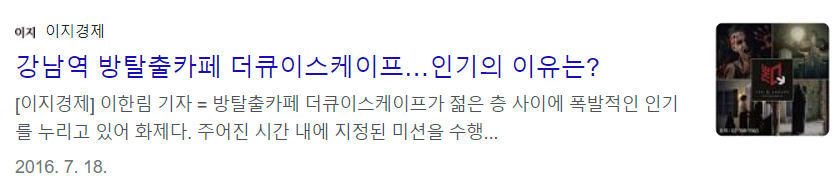 이지 이지경제
강남역 방탈출카페 더큐이스케이프...인기의 이유는?
[이지경제] 이한림 기자 = 방탈출카페 더큐이스케이프가 젊은 층 사이에 폭발적인 인기
를 누리고 있어 화제다. 주어진 시간 내에 지정된 미션을 수행...
2016. 7. 18.